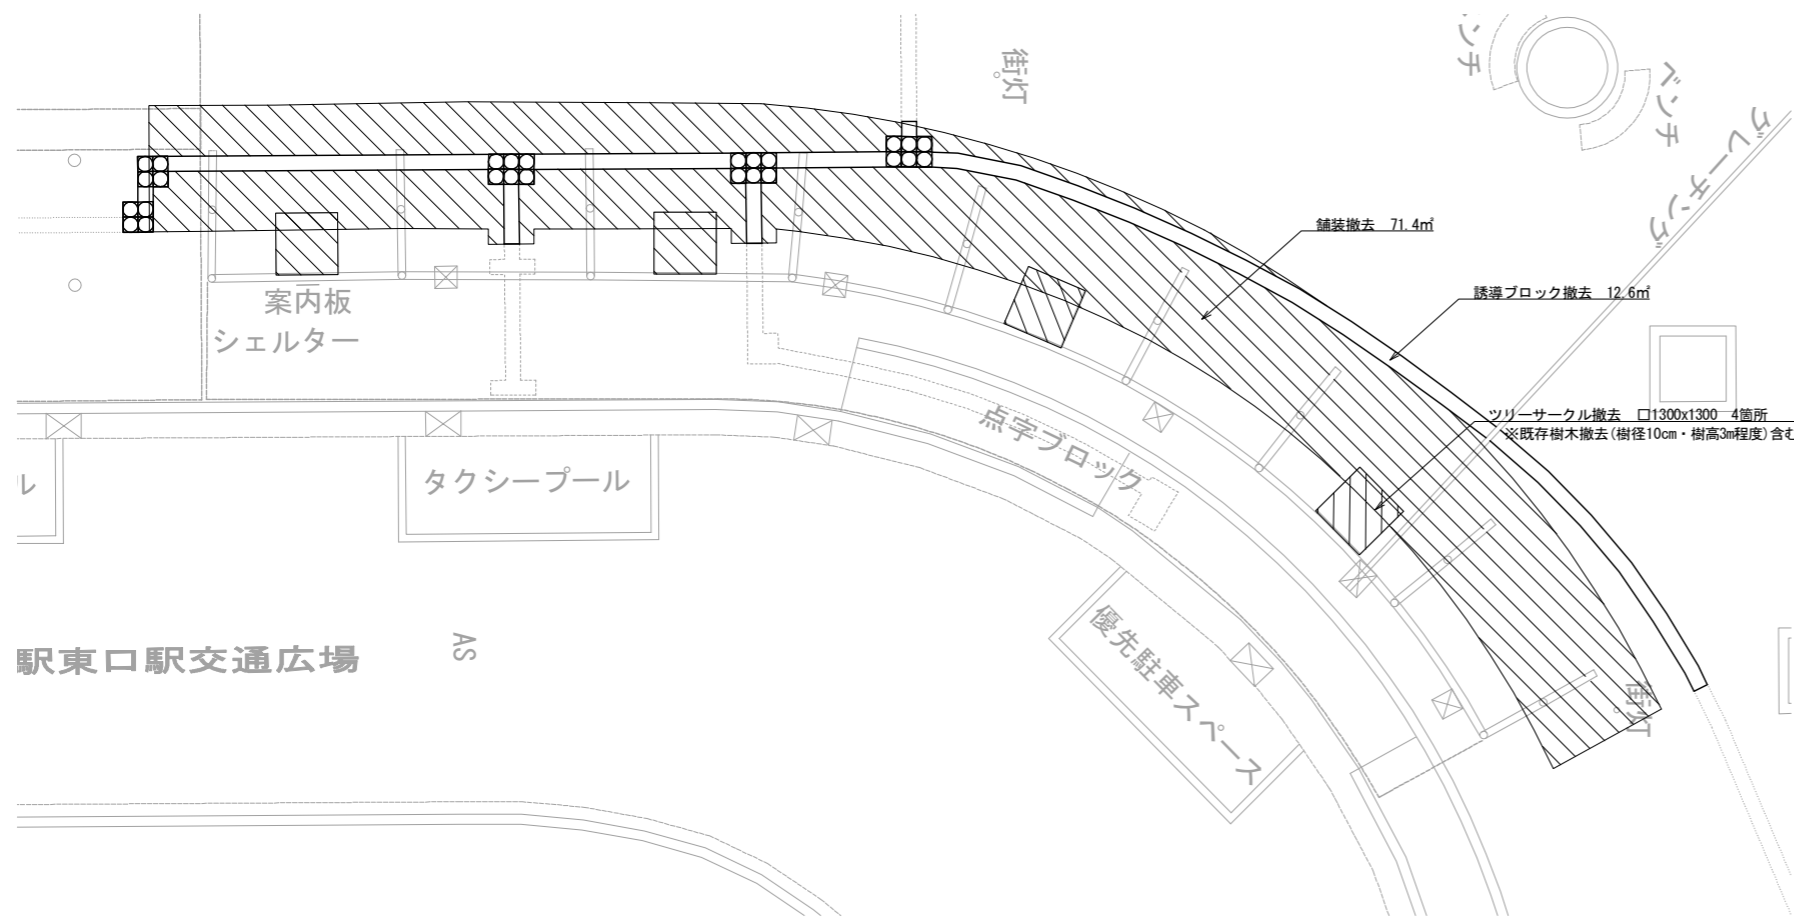 街灯
ンチ
ベンチ
グレーチング
舗装撤去 71.4㎡
誘導ブロック撤去 12.6㎡
案内板
シェルター
ツリーサークル撤去 口1300x1300 4箇所
※既存樹木撤去(樹径10cm・樹高3m程度)含む
点字ブロック
ル
タクシープール
優先駐車スペース
駅東口駅交通広場
AS
街灯